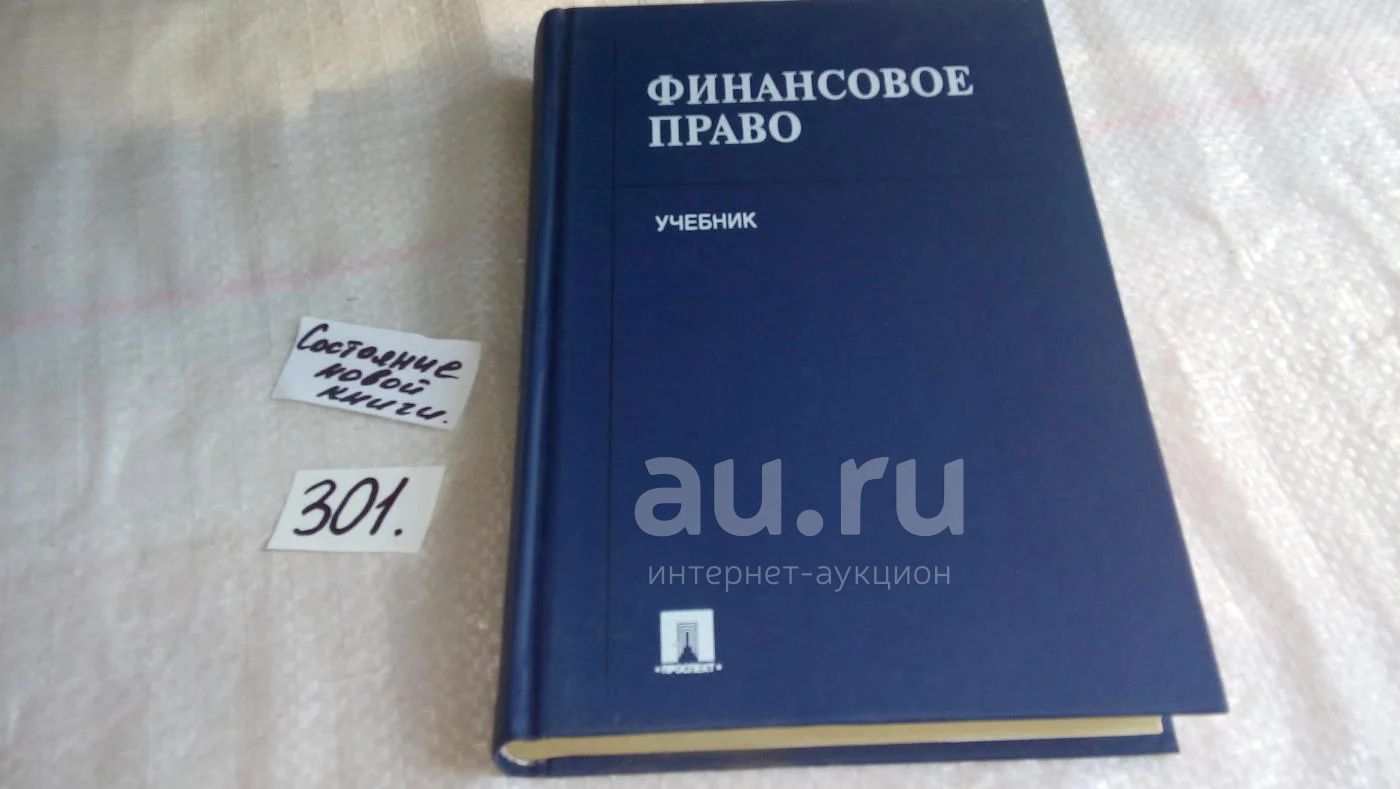 ФИНАНСОВОЕ
ПРАВО
УЧЕБНИК
Состояние
новой
книги.
301.
au.ru
интернет-аукцион
•ПРОСПЕКТ•